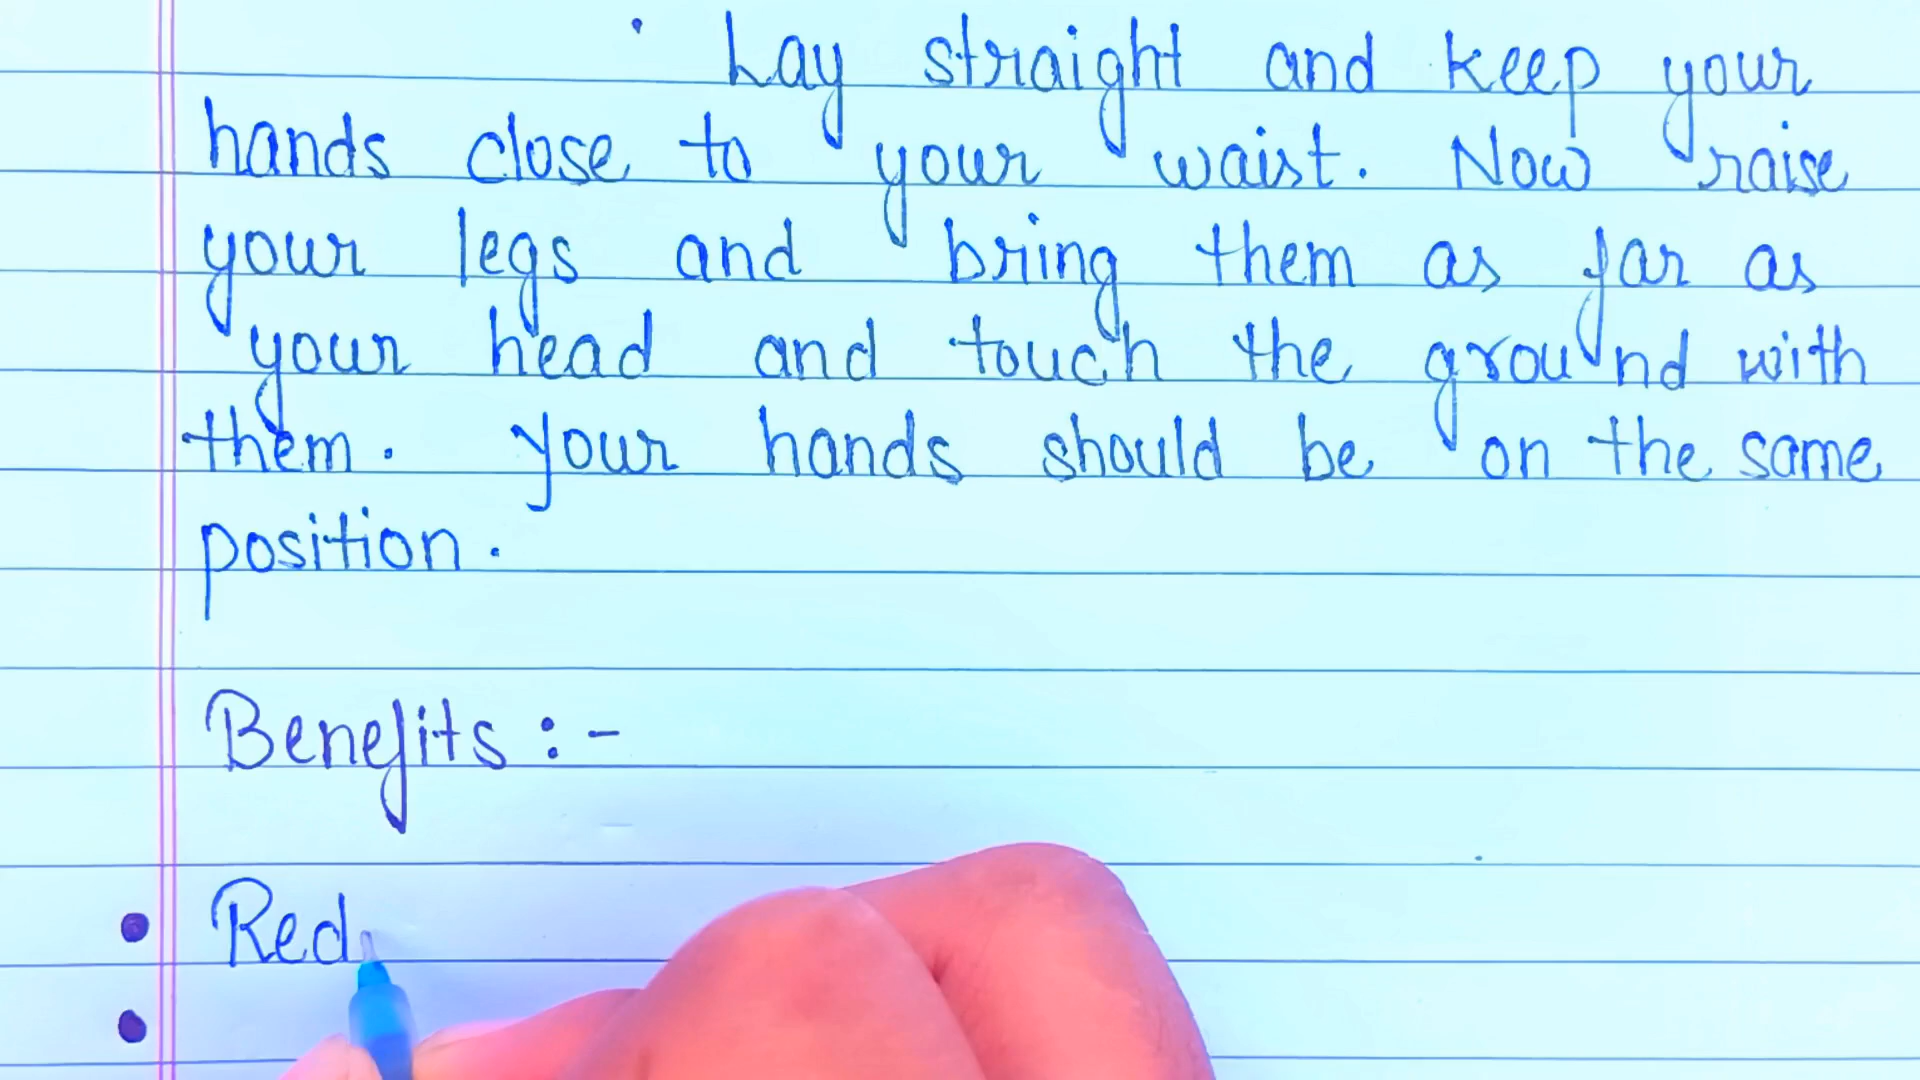 Lay straight and keep your
hands close to your waist. Now raise
your legs and bring them as far as
your head and touch the ground with
them. Your hands should be on the same
position.
Benefits :-
• Red
•